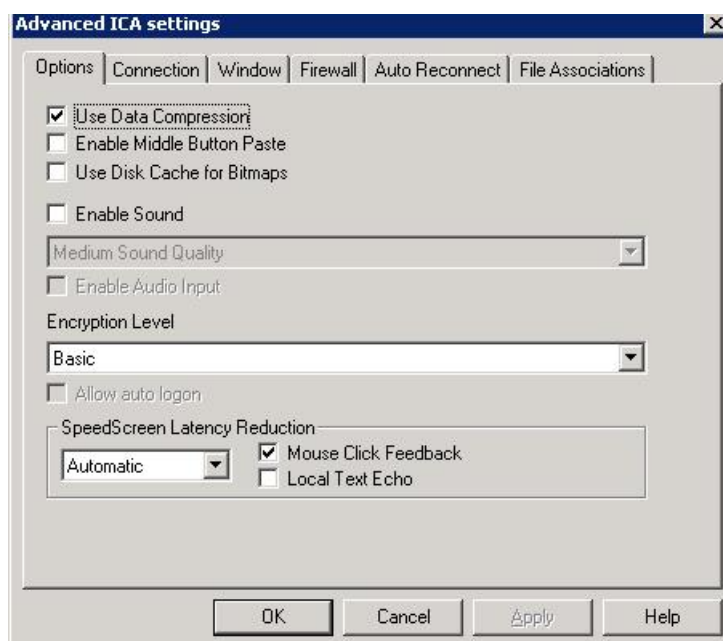 Advanced ICA settings
Options Connection Window Firewall Auto Reconnect File Associations
Use Data Compression
Enable Middle Button Paste
Use Disk Cache for Bitmaps
Enable Sound
Medium Sound Quality
Enable Audio Input
Encryption Level
Basic
Allow auto logon
SpeedScreen Latency Reduction
Automatic
Mouse Click Feedback
Local Text Echo
OK Cancel Apply Help